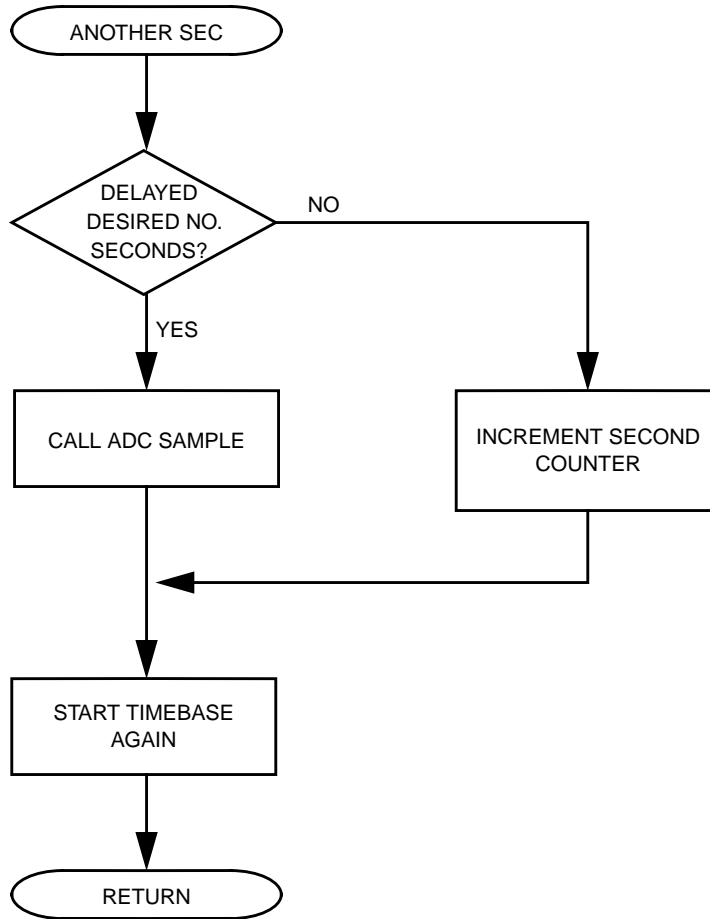 ANOTHER SEC
DELAYED
DESIRED NO.
SECONDS?
NO
YES
CALL ADC SAMPLE
INCREMENT SECOND
COUNTER
START TIMEBASE
AGAIN
RETURN